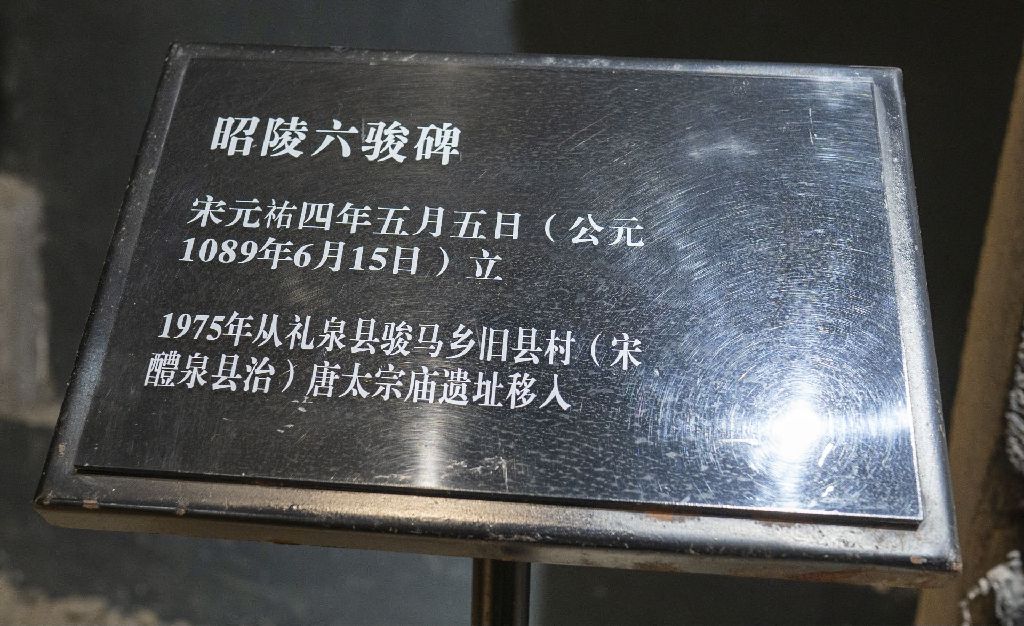 昭陵六骏碑
宋元祐四年五月五日（公元
1089年6月15日）立
1975年从礼泉县骏马乡旧县村（宋
醴泉县治）唐太宗庙遗址移入